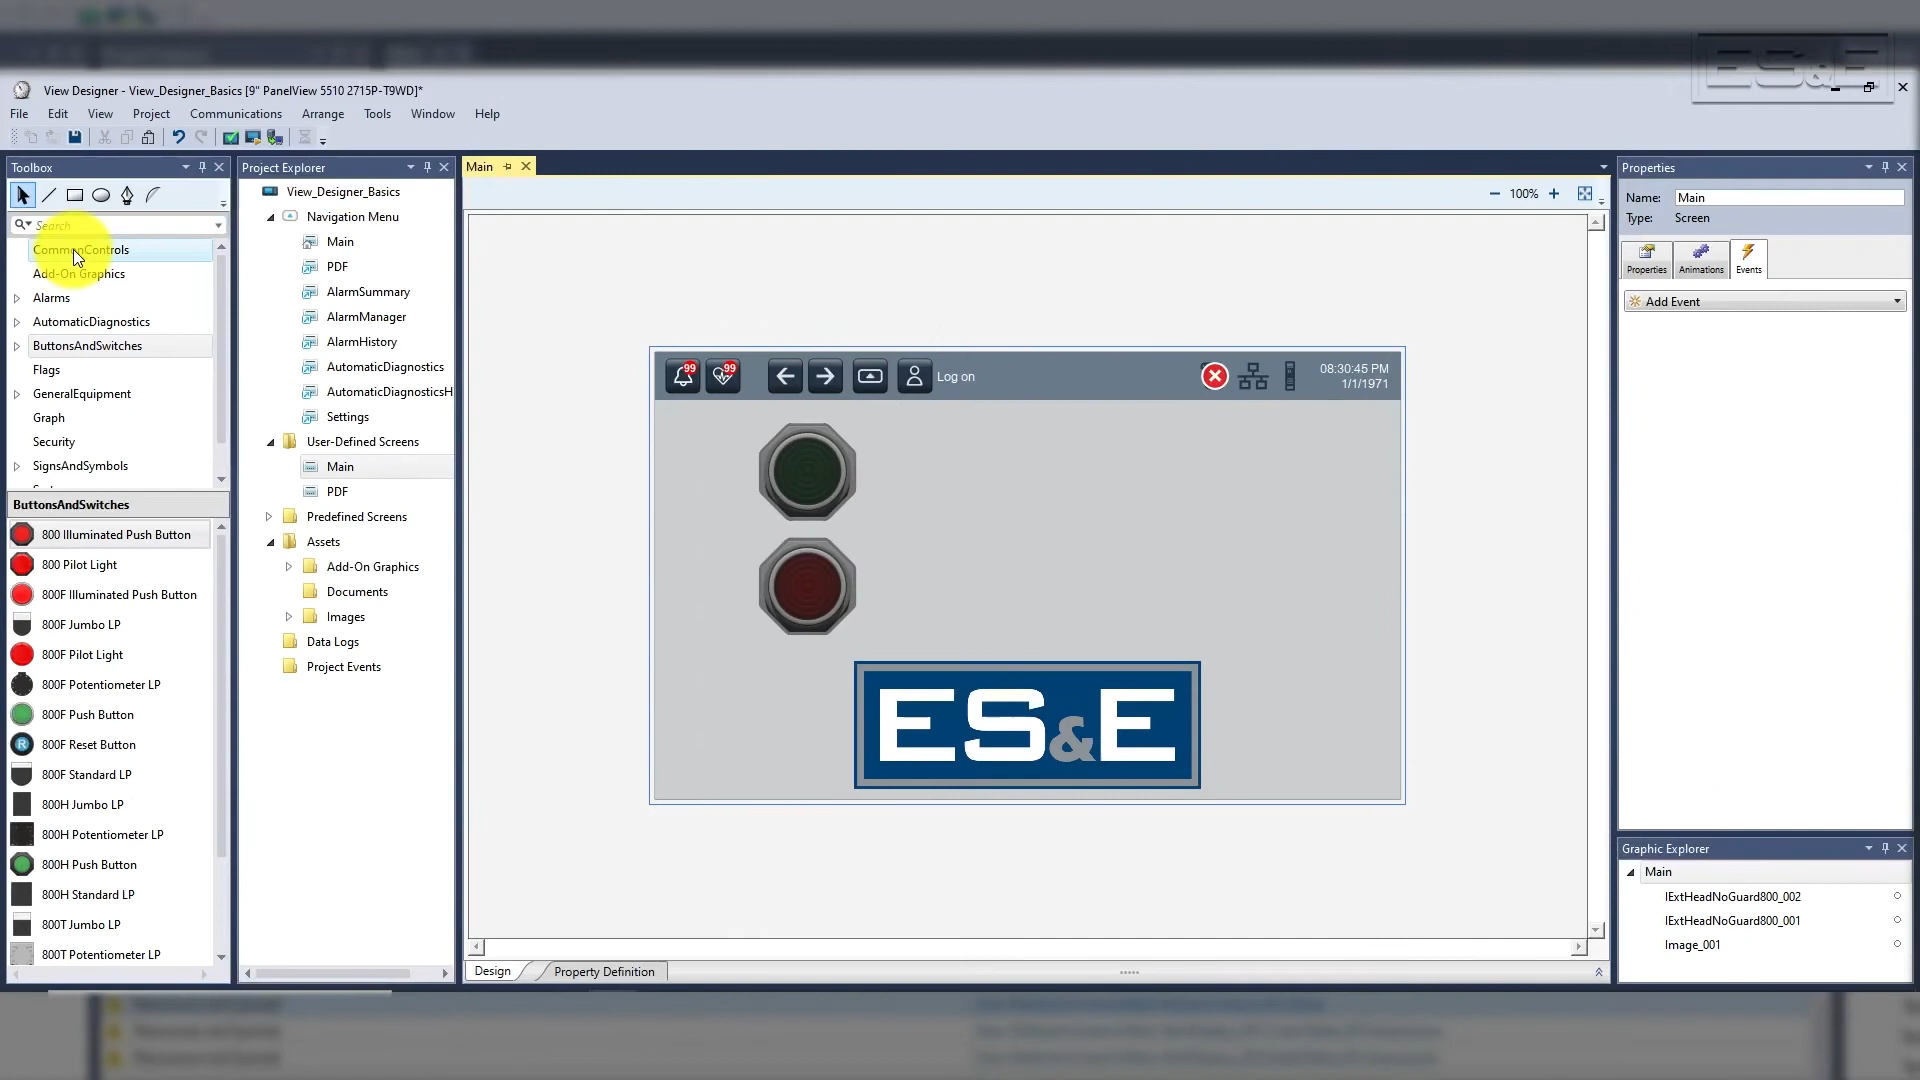 ES&E
View Designer - View_Designer_Basics [9" PanelView 5510 2715P-T9WD]*
File Edit View Project Communications Arrange Tools Window Help
Toolbox
Search
CommonControls
Add-On Graphics
Alarms
AutomaticDiagnostics
ButtonsAndSwitches
Flags
GeneralEquipment
Graph
Security
SignsAndSymbols
ButtonsAndSwitches
800 Illuminated Push Button
800 Pilot Light
800F Illuminated Push Button
800F Jumbo LP
800F Pilot Light
800F Potentiometer LP
800F Push Button
R
800F Reset Button
800F Standard LP
800H Jumbo LP
800H Potentiometer LP
800H Push Button
800H Standard LP
800T Jumbo LP
800T Potentiometer LP
Project Explorer
View_Designer_Basics
Navigation Menu
Main
PDF
AlarmSummary
AlarmManager
AlarmHistory
AutomaticDiagnostics
AutomaticDiagnosticsH
Settings
User-Defined Screens
Main
PDF
Predefined Screens
Assets
Add-On Graphics
Documents
Images
Data Logs
Project Events
Main
100%
99 99 Log on
08:30:45 PM
1/1/1971
ES&E
Design Property Definition
Properties
Name: Main
Type: Screen
Properties Animations Events
Add Event
Graphic Explorer
Main
IExtHeadNoGuard800_002
IExtHeadNoGuard800_001
Image_001